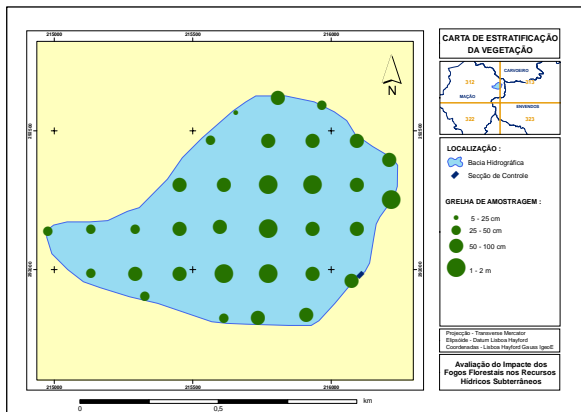 215000 215500 216000
N
CARTA DE ESTRATIFICAÇÃO
DA VEGETAÇÃO
CARVOEIRO
312
MAÇÃO
ENVENDOS
322 323
LOCALIZAÇÃO :
Bacia Hidrográfica
Secção de Controle
GRELHA DE AMOSTRAGEM :
5 - 25 cm
25 - 50 cm
50 - 100 cm
1 - 2 m
Projecção - Transverse Mercator
Elipsóide - Datum Lisboa Hayford
Coordenadas - Lisboa Hayford Gauss IgeoE
Avaliação do Impacte dos
Fogos Florestais nos Recursos
Hídricos Subterrâneos
215000 215500 216000
km
0 0,5 1